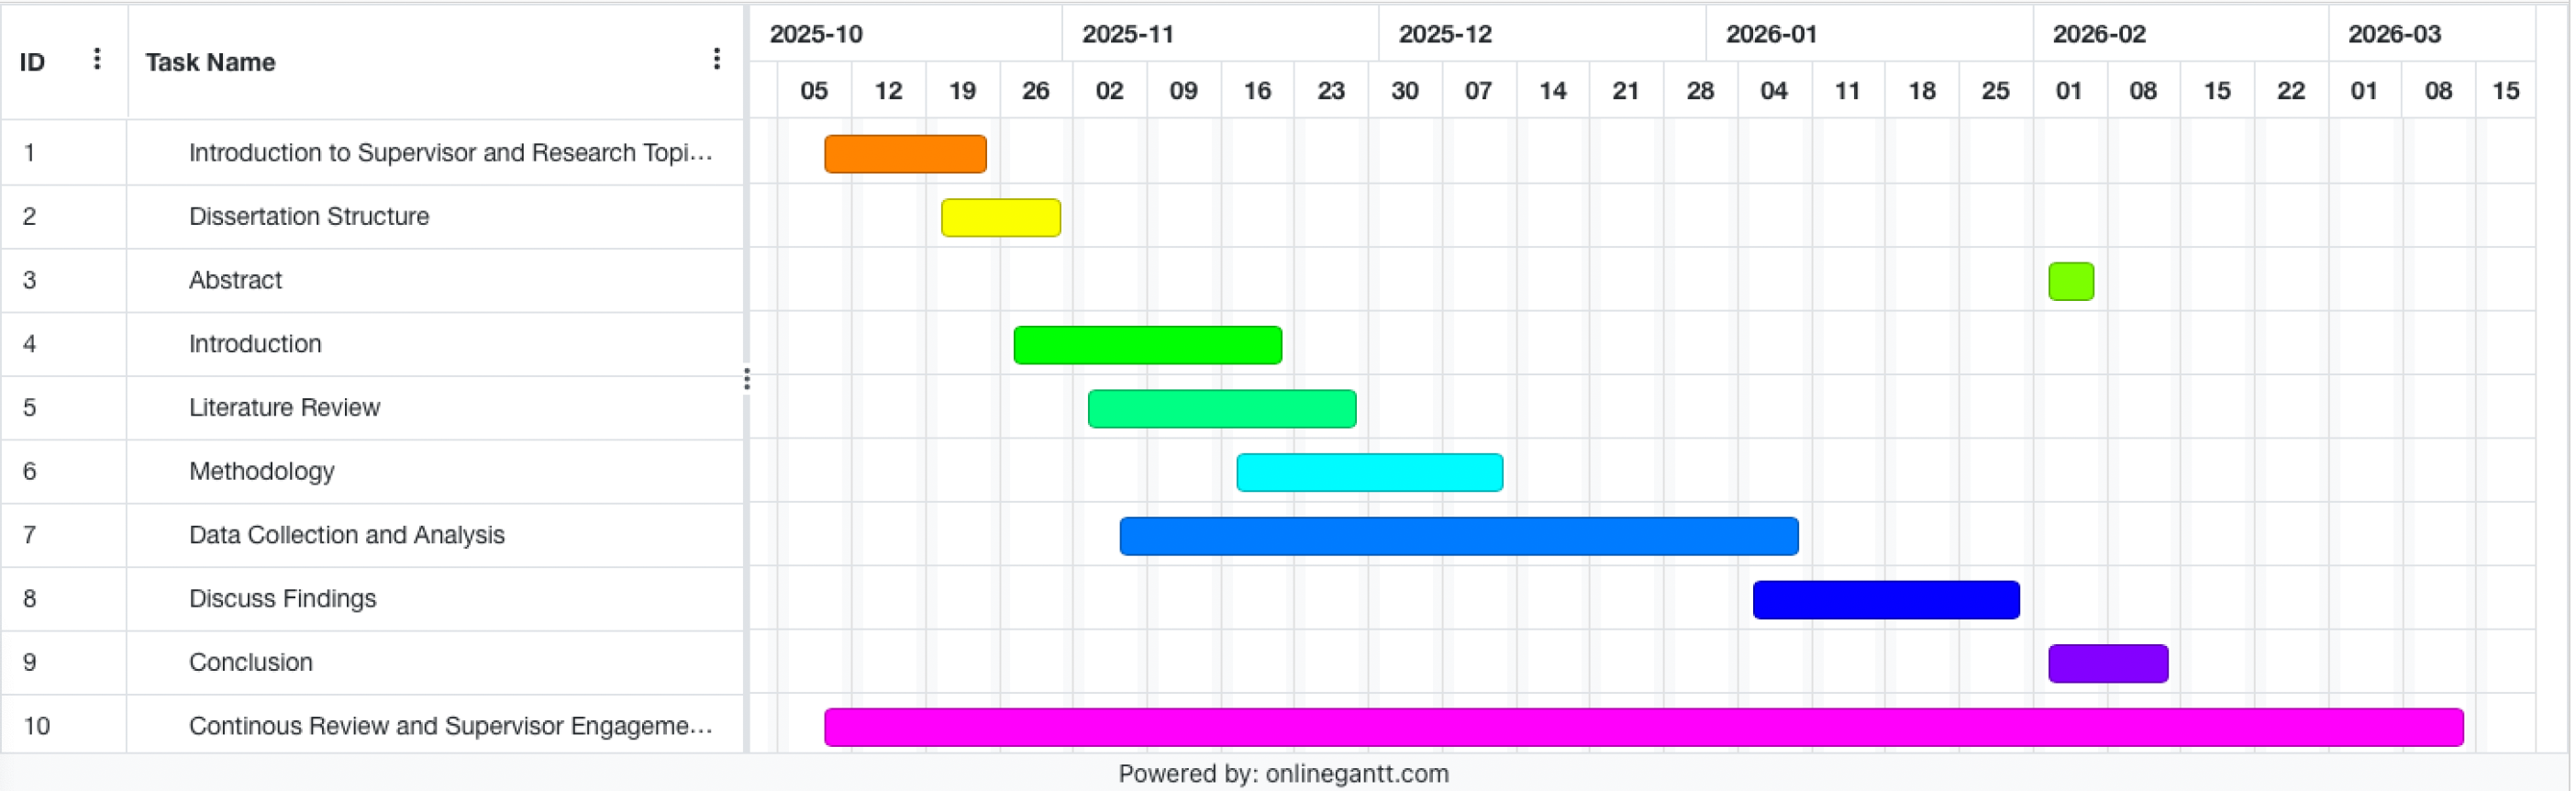 ID Task Name
2025-10 2025-11 2025-12 2026-01 2026-02 2026-03
05 12 19 26 02 09 16 23 30 07 14 21 28 04 11 18 25 01 08 15 22 01 08 15
1 Introduction to Supervisor and Research Topi...
2 Dissertation Structure
3 Abstract
4 Introduction
5 Literature Review
6 Methodology
7 Data Collection and Analysis
8 Discuss Findings
9 Conclusion
10 Continous Review and Supervisor Engageme...
Powered by: onlinegantt.com